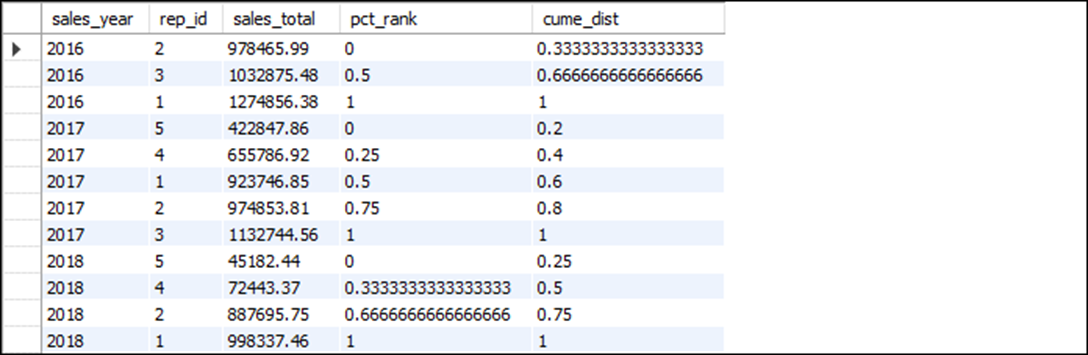 sales_year rep_id sales_total pct_rank cume_dist
2016 2 978465.99 0 0.3333333333333333
2016 3 1032875.48 0.5 0.6666666666666666
2016 1 1274856.38 1 1
2017 5 422847.86 0 0.2
2017 4 655786.92 0.25 0.4
2017 1 923746.85 0.5 0.6
2017 2 974853.81 0.75 0.8
2017 3 1132744.56 1 1
2018 5 45182.44 0 0.25
2018 4 72443.37 0.3333333333333333 0.5
2018 2 887695.75 0.6666666666666666 0.75
2018 1 998337.46 1 1